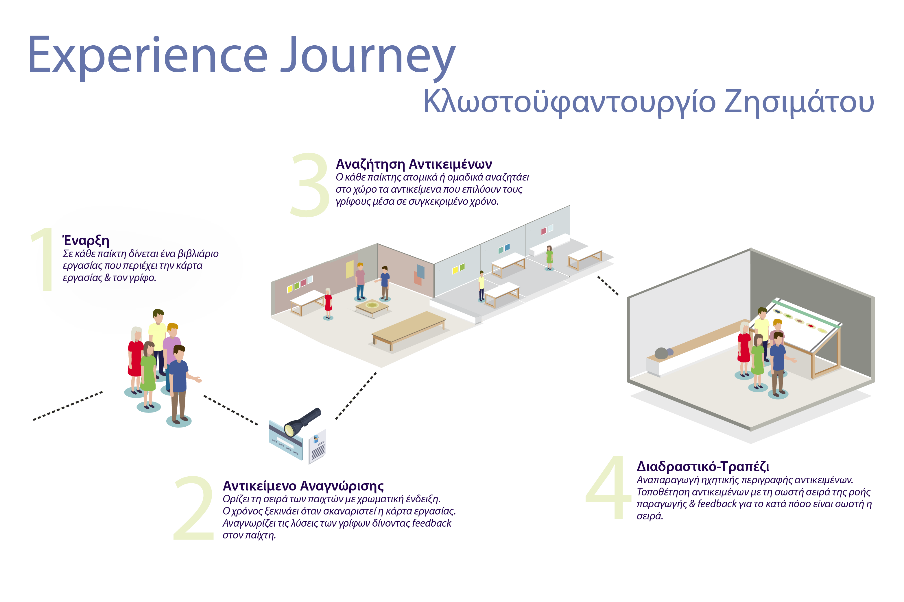 Experience Journey
Κλωστοϋφαντουργίο Ζησιμάτου
1
Έναρξη
Σε κάθε παίκτη δίνεται ένα βιβλιάριο
εργασίας που περιέχει την κάρτα
εργασίας & τον γρίφο.
2
Αντικείμενο Αναγνώρισης
Ορίζει τη σειρά των παιχτών με χρωματική ένδειξη.
Ο χρόνος ξεκινάει όταν σκαναριστεί η κάρτα εργασίας.
Αναγνωρίζει τις λύσεις των γρίφων δίνοντας feedback
στον παίχτη.
3
Αναζήτηση Αντικειμένων
Ο κάθε παίκτης ατομικά ή ομαδικά αναζητάει
στο χώρο τα αντικείμενα που επιλύουν τους
γρίφους μέσα σε συγκεκριμένο χρόνο.
4
Διαδραστικό-Τραπέζι
Αναπαραγωγή ηχητικής περιγραφής αντικειμένων.
Τοποθέτηση αντικειμένων με τη σωστή σειρά της ροής
παραγωγής & feedback για το κατά πόσο είναι σωστή η
σειρά.